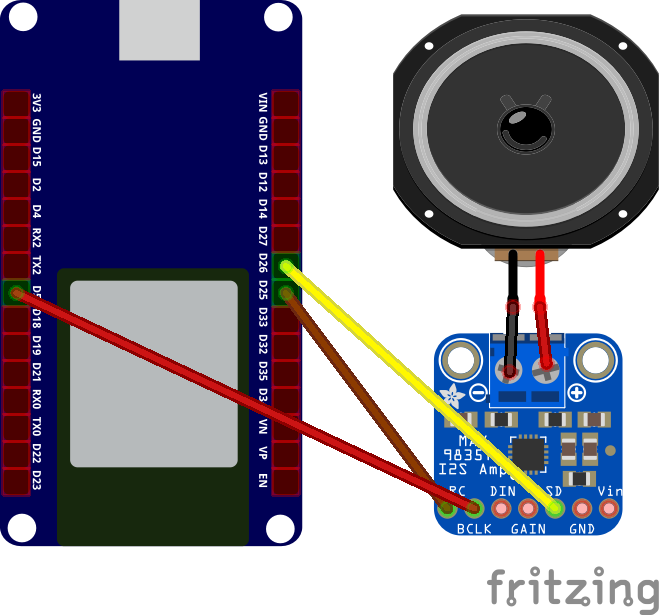 3V3
GND
D15
D2
D4
RX2
TX2
D5
D18
D19
D21
RX0
TX0
D22
D23
VIN
GND
D13
D12
D14
D27
D26
D25
D33
D32
D35
D3
VN
VP
EN
MAX
9835
I2S Amp
RC DIN SD Vin
BCLK GAIN GND
fritzing